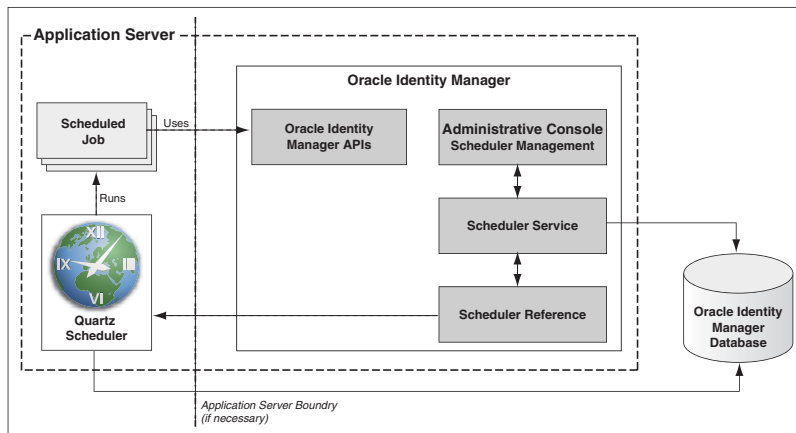 Application Server
Oracle Identity Manager
Scheduled
Job
Uses
Oracle Identity
Manager APIs
Administrative Console
Scheduler Management
Runs
XII
IX
III
VI
Scheduler Service
Quartz
Scheduler
Scheduler Reference
Oracle Identity
Manager
Database
Application Server Boundry
(if necessary)